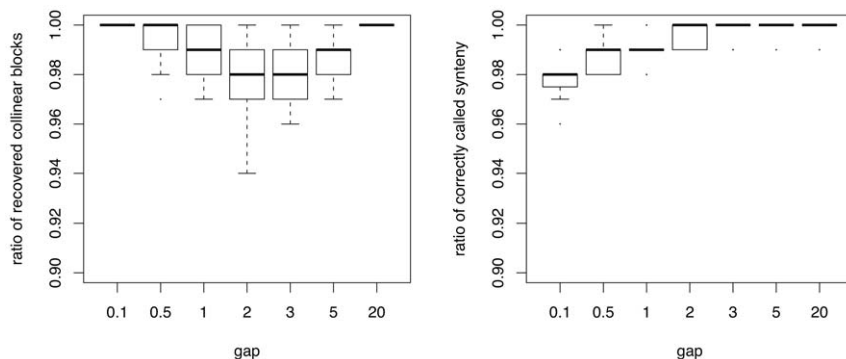 ratio of recovered collinear blocks
1.00
0.98
0.96
0.94
0.92
0.90
0.1 0.5 1 2 3 5 20
gap
ratio of correctly called synteny
1.00
0.98
0.96
0.94
0.92
0.90
0.1 0.5 1 2 3 5 20
gap